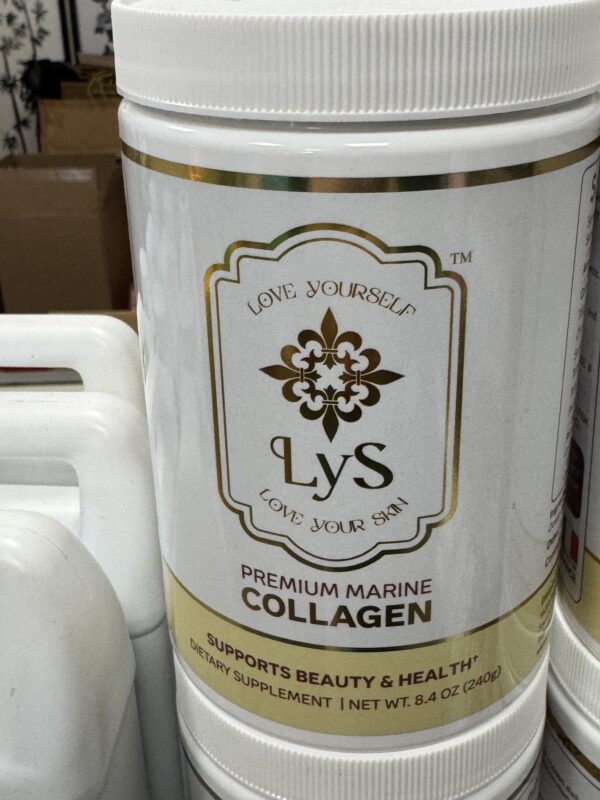 TM
LOVE YOURSELF
LyS
LOVE YOUR SKIN
PREMIUM MARINE
COLLAGEN
SUPPORTS BEAUTY & HEALTH†
DIETARY SUPPLEMENT | NET WT. 8.4 OZ (240g)